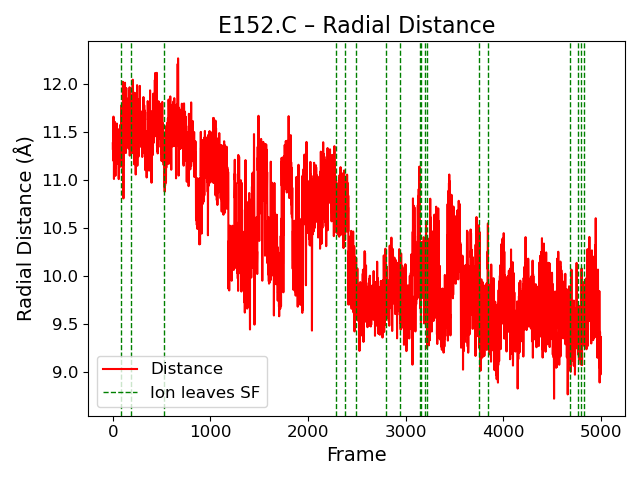 E152.C – Radial Distance
Radial Distance (Å)
12.0
11.5
11.0
10.5
10.0
9.5
9.0
Distance
Ion leaves SF
0
1000
2000
3000
4000
5000
Frame